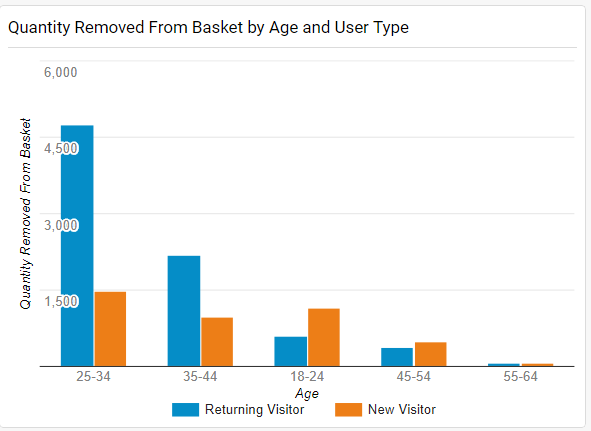 Quantity Removed From Basket by Age and User Type
Quantity Removed From Basket
6,000
4,500
3,000
1,500
25-34 35-44 18-24 45-54 55-64
Age
Returning Visitor New Visitor